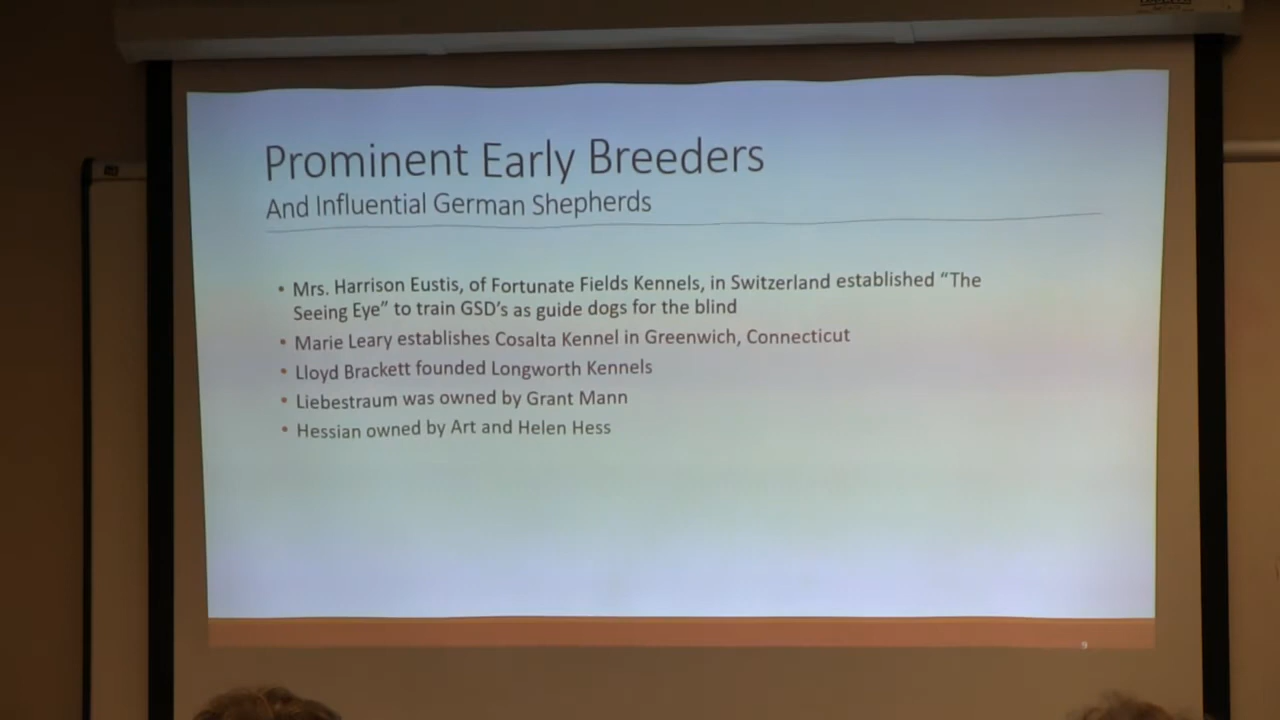 Prominent Early Breeders
And Influential German Shepherds
• Mrs. Harrison Eustis, of Fortunate Fields Kennels, in Switzerland established “The
Seeing Eye” to train GSD’s as guide dogs for the blind
• Marie Leary establishes Cosalta Kennel in Greenwich, Connecticut
• Lloyd Brackett founded Longworth Kennels
• Liebestraum was owned by Grant Mann
• Hessian owned by Art and Helen Hess
9